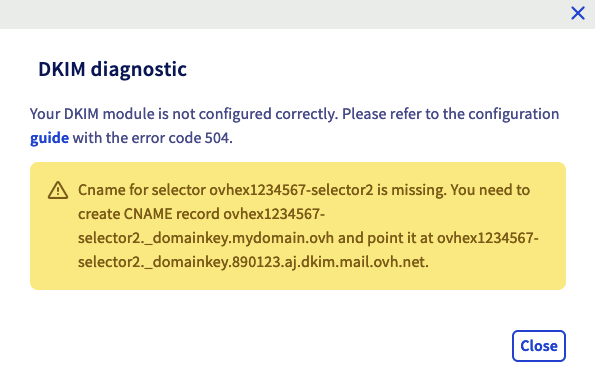 DKIM diagnostic
Your DKIM module is not configured correctly. Please refer to the configuration
guide with the error code 504.
Cname for selector ovhex1234567-selector2 is missing. You need to
create CNAME record ovhex1234567-
selector2._domainkey.mydomain.ovh and point it at ovhex1234567-
selector2._domainkey.890123.aj.dkim.mail.ovh.net.
Close